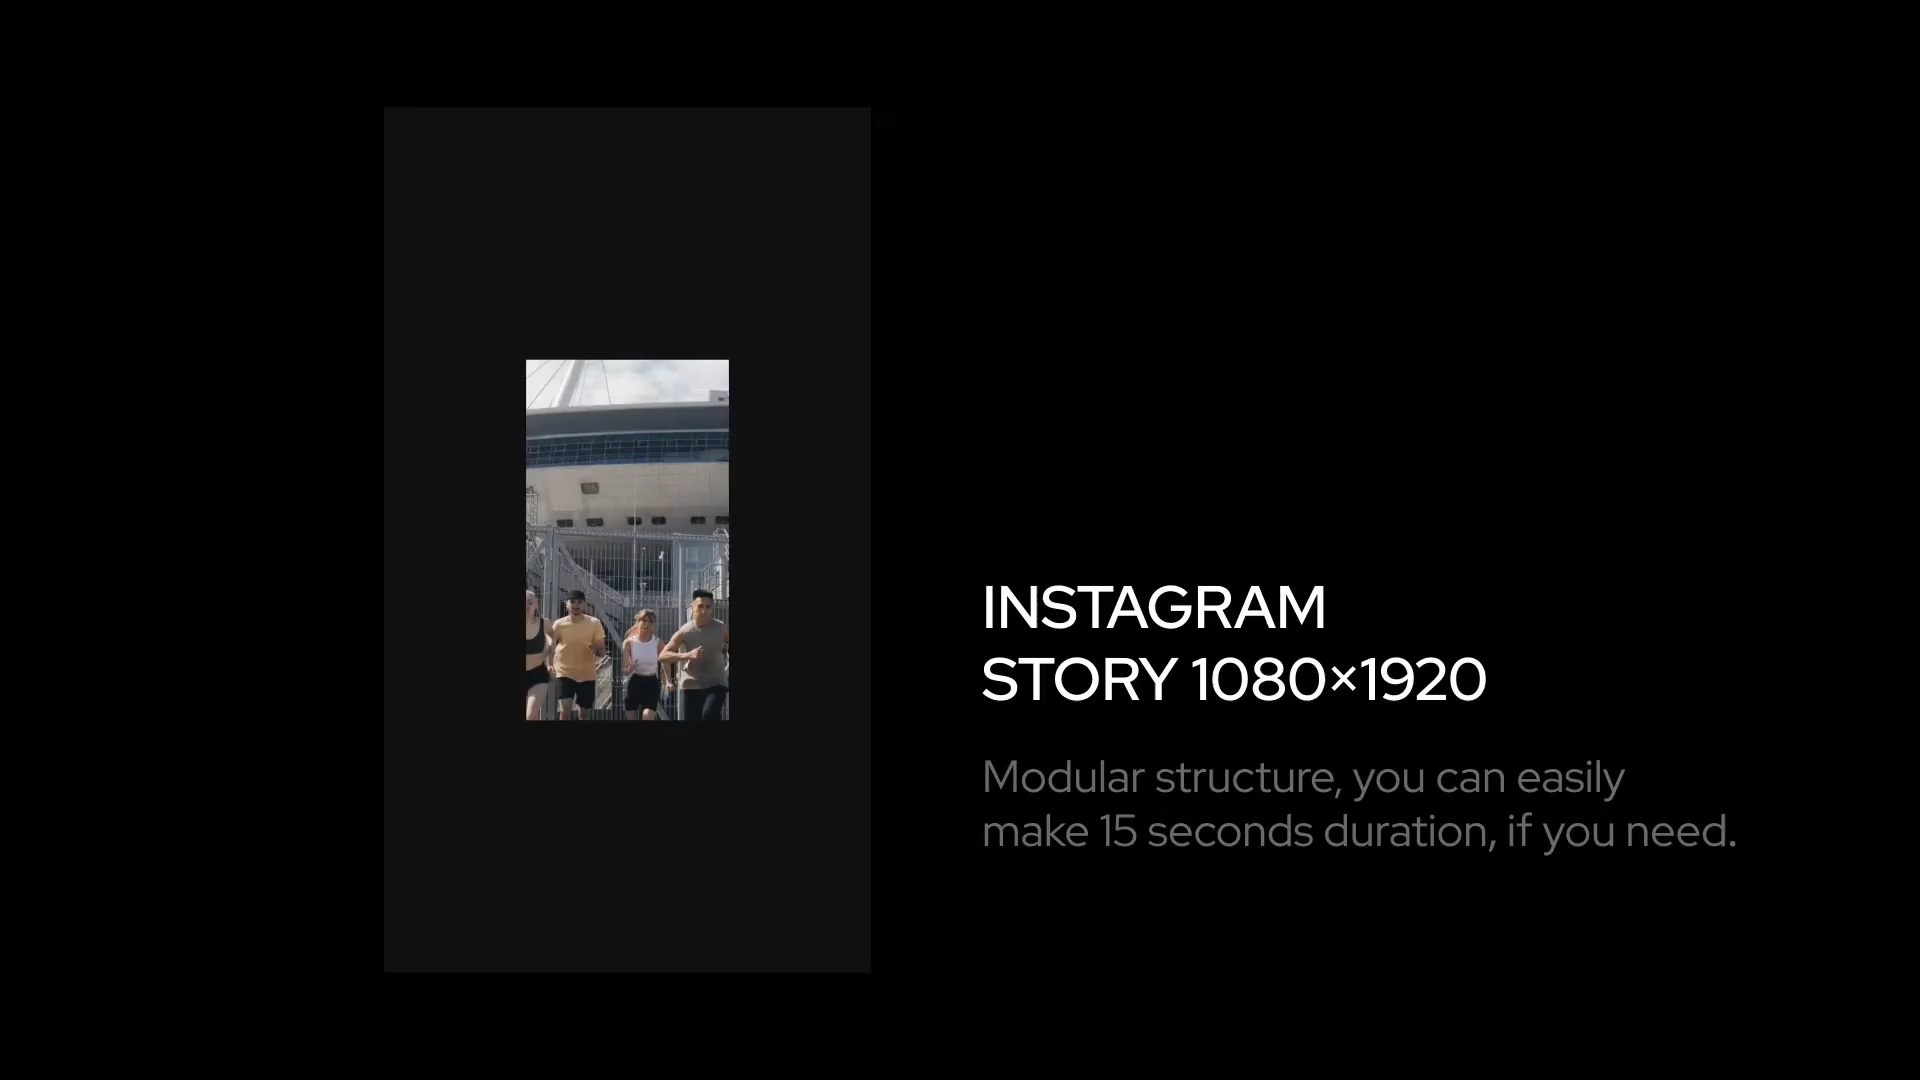 INSTAGRAM
STORY 1080×1920
Modular structure, you can easily
make 15 seconds duration, if you need.